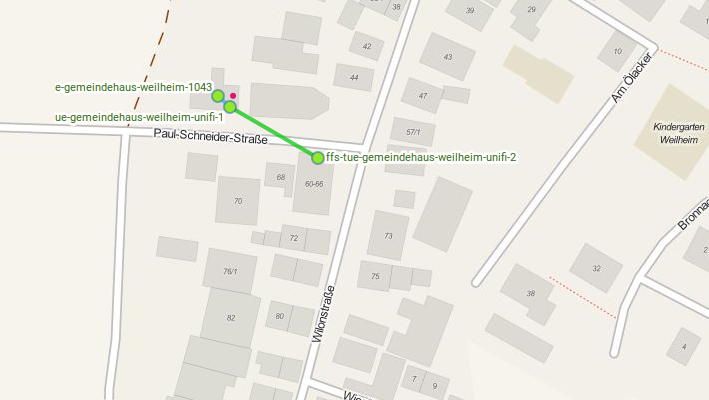 38
29
42
43
10
44
Am Ölacker
e-gemeindehaus-weilheim-1043
47
ue-gemeindehaus-weilheim-unifi-1
57/1
Kindergarten
Weilheim
Paul-Schneider-Straße
ffs-tue-gemeindehaus-weilheim-unifi-2
68
60-66
70
Bronnac
72
73
76/1
75
32
38
Wilonstraße
82
80
4
7
9